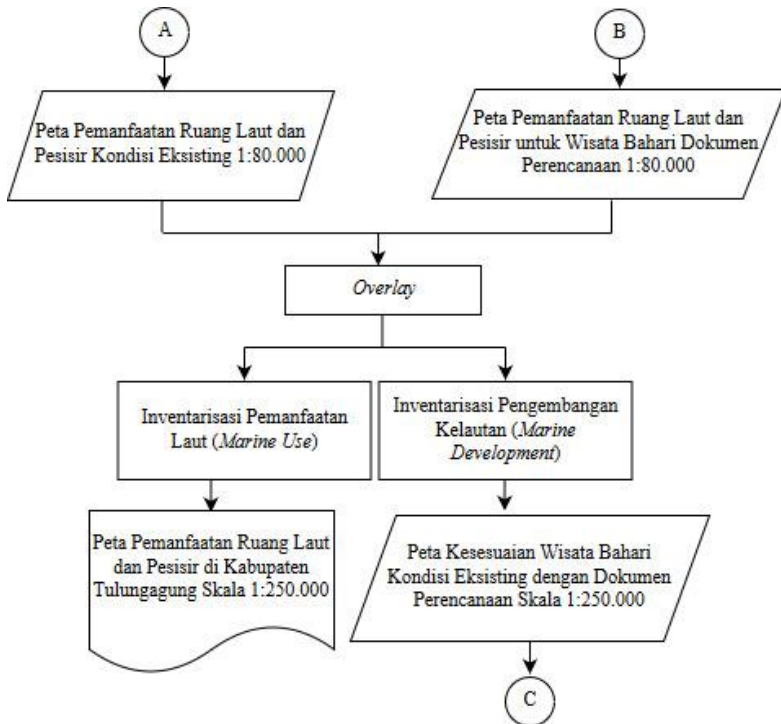 A
B
Peta Pemanfaatan Ruang Laut dan
Pesisir Kondisi Eksisting 1:80.000
Peta Pemanfaatan Ruang Laut dan
Pesisir untuk Wisata Bahari Dokumen
Perencanaan 1:80.000
Overlay
Inventarisasi Pemanfaatan
Laut (Marine Use)
Inventarisasi Pengembangan
Kelautan (Marine
Development)
Peta Pemanfaatan Ruang Laut
dan Pesisir di Kabupaten
Tulungagung Skala 1:250.000
Peta Kesesuaian Wisata Bahari
Kondisi Eksisting dengan Dokumen
Perencanaan Skala 1:250.000
C